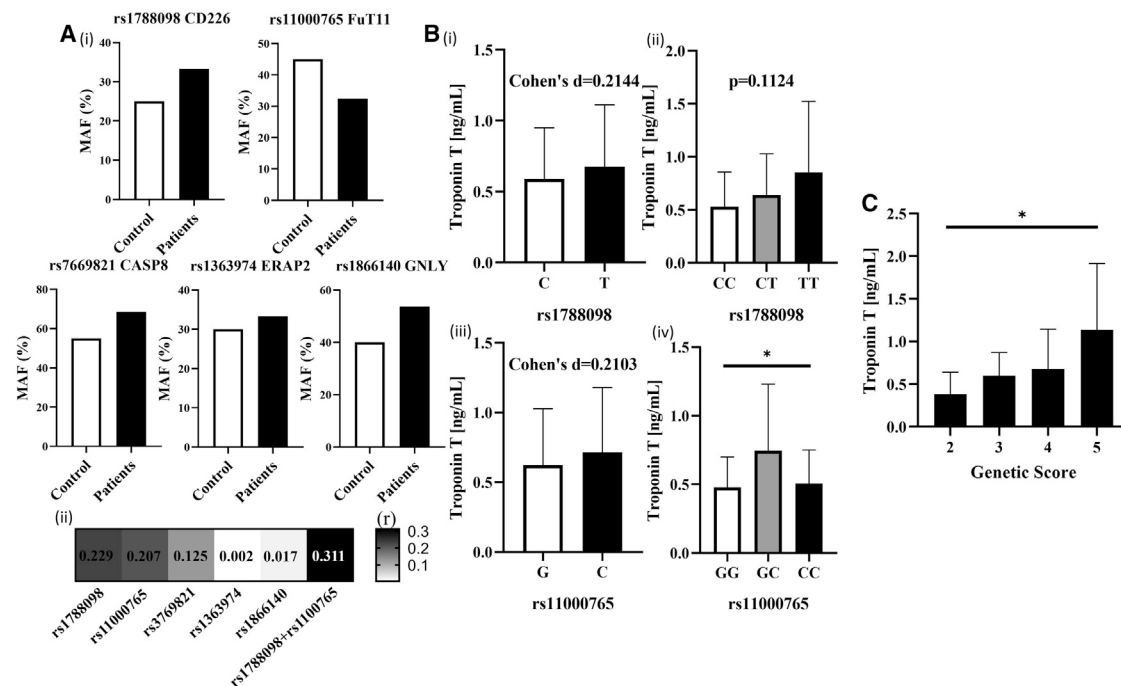 A
(i)
rs1788098 CD226
40
30
20
10
0
MAF (%)
Control
Patients
rs11000765 FuT11
50
40
30
20
10
0
MAF (%)
Control
Patients
rs7669821 CASP8
80
60
40
20
0
MAF (%)
Control
Patients
rs1363974 ERAP2
40
30
20
10
0
MAF (%)
Control
Patients
rs1866140 GNLY
60
40
20
0
MAF (%)
Control
Patients
(ii)
0.229 0.207 0.125 0.002 0.017 0.311
rs1788098
rs11000765
rs3769821
rs1363974
rs1866140
rs1788098+rs1100765
(r)
0.3
0.2
0.1
B
(i)
Cohen's d=0.2144
1.5
1.0
0.5
0.0
Troponin T [ng/mL]
C T
rs1788098
(ii)
p=0.1124
2.0
1.5
1.0
0.5
0.0
Troponin T [ng/mL]
CC CT TT
rs1788098
(iii)
Cohen's d=0.2103
1.5
1.0
0.5
0.0
Troponin T [ng/mL]
G C
rs11000765
(iv)
*
1.5
1.0
0.5
0.0
Troponin T [ng/mL]
GG GC CC
rs11000765
C
*
2.5
2.0
1.5
1.0
0.5
0.0
Troponin T [ng/mL]
2 3 4 5
Genetic Score